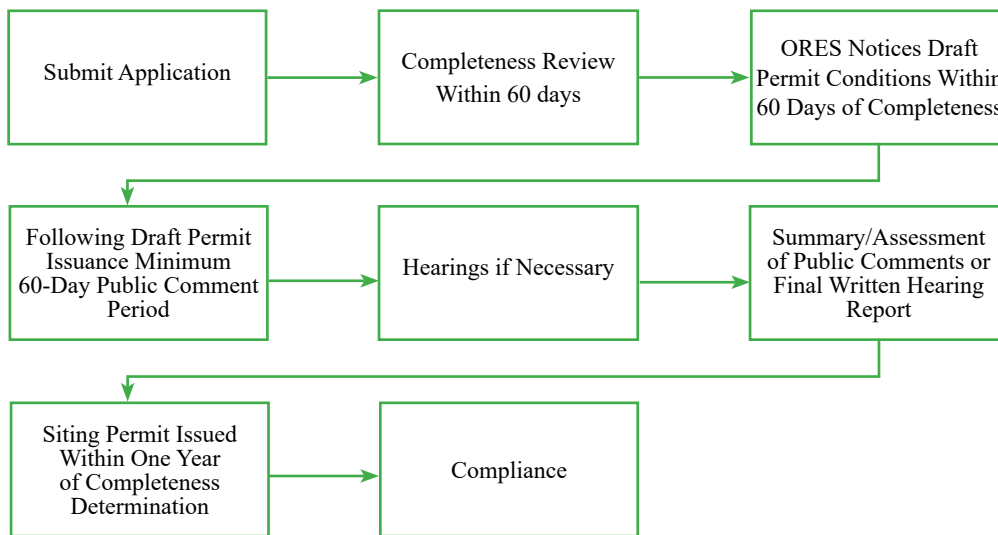 Submit Application
Completeness Review
Within 60 days
ORES Notices Draft
Permit Conditions Within
60 Days of Completeness
Following Draft Permit
Issuance Minimum
60-Day Public Comment
Period
Hearings if Necessary
Summary/Assessment
of Public Comments or
Final Written Hearing
Report
Siting Permit Issued
Within One Year
of Completeness
Determination
Compliance